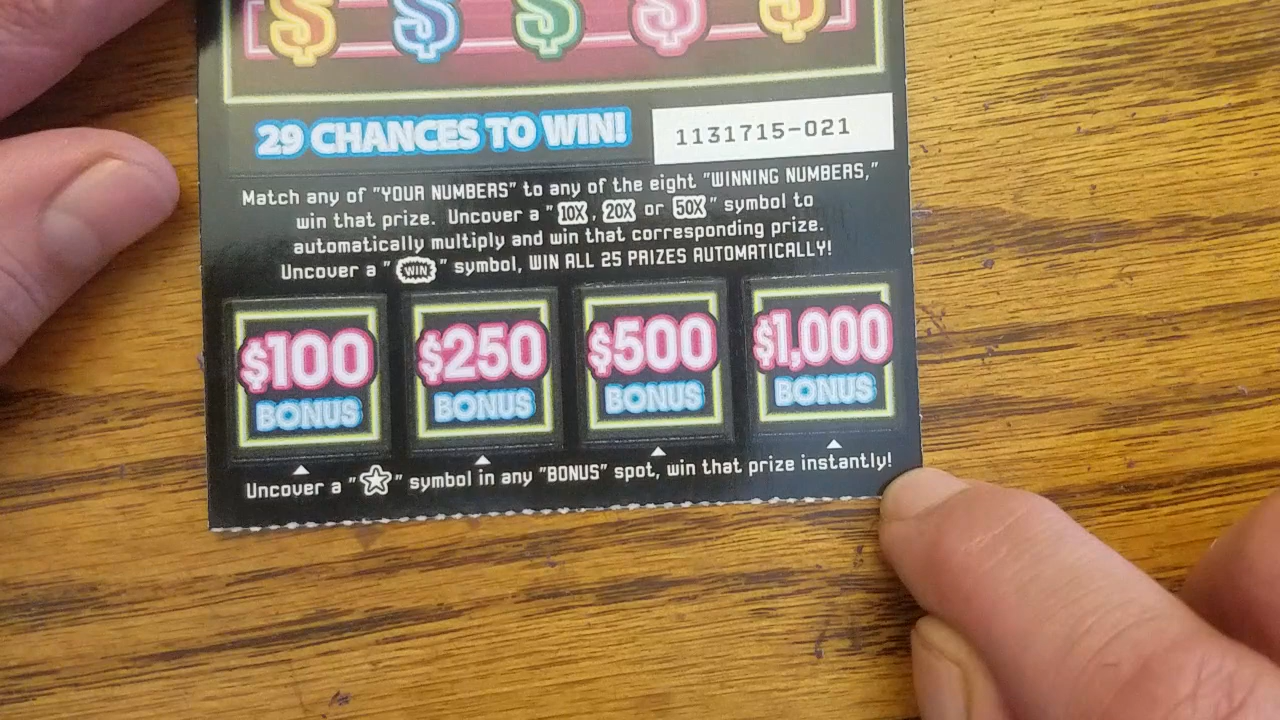 $ $ $ $ $
29 CHANCES TO WIN! 1131715-021
Match any of "YOUR NUMBERS" to any of the eight "WINNING NUMBERS,"
win that prize. Uncover a "10X, 20X or 50X" symbol to
automatically multiply and win that corresponding prize.
Uncover a "WIN" symbol, WIN ALL 25 PRIZES AUTOMATICALLY!
$100 $250 $500 $1,000
BONUS BONUS BONUS BONUS
Uncover a "☆" symbol in any "BONUS" spot, win that prize instantly!